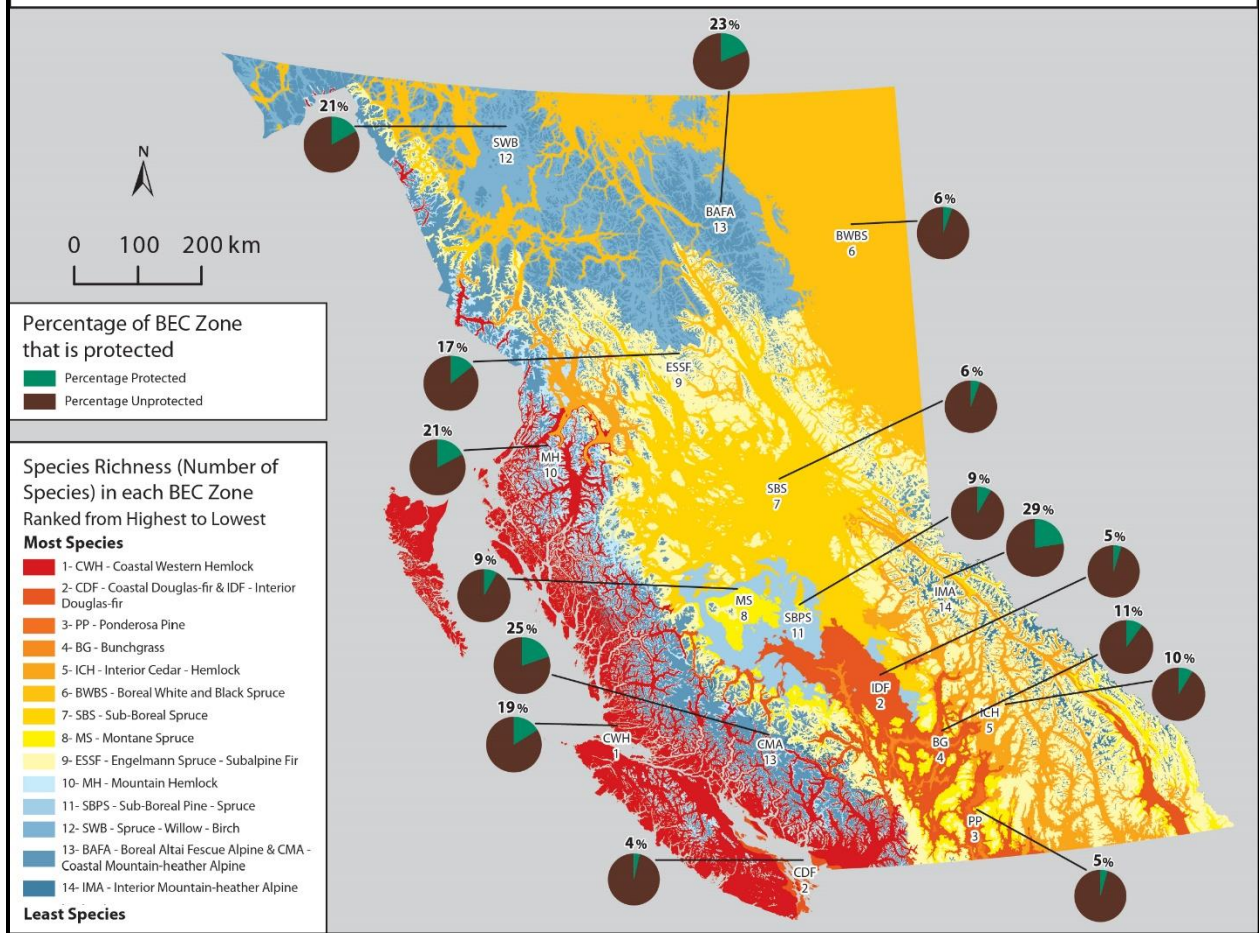 23%
21%
N
SWB
12
BAFA
13
6%
BWBS
6
0 100 200 km
Percentage of BEC Zone
that is protected
Percentage Protected
Percentage Unprotected
17%
ESSF
9
6%
21%
MH
10
SBS
7
9%
29%
5%
9%
MS
8
SBPS
11
IMA
14
11%
10%
25%
IDF
2
ICH
5
19%
CWH
1
CMA
13
BG
4
PP
3
4%
CDF
2
5%
Species Richness (Number of
Species) in each BEC Zone
Ranked from Highest to Lowest
Most Species
1- CWH - Coastal Western Hemlock
2- CDF - Coastal Douglas-fir & IDF - Interior
Douglas-fir
3- PP - Ponderosa Pine
4- BG - Bunchgrass
5- ICH - Interior Cedar - Hemlock
6- BWBS - Boreal White and Black Spruce
7- SBS - Sub-Boreal Spruce
8- MS - Montane Spruce
9- ESSF - Engelmann Spruce - Subalpine Fir
10- MH - Mountain Hemlock
11- SBPS - Sub-Boreal Pine - Spruce
12- SWB - Spruce - Willow - Birch
13- BAFA - Boreal Altai Fescue Alpine & CMA -
Coastal Mountain-heather Alpine
14- IMA - Interior Mountain-heather Alpine
Least Species